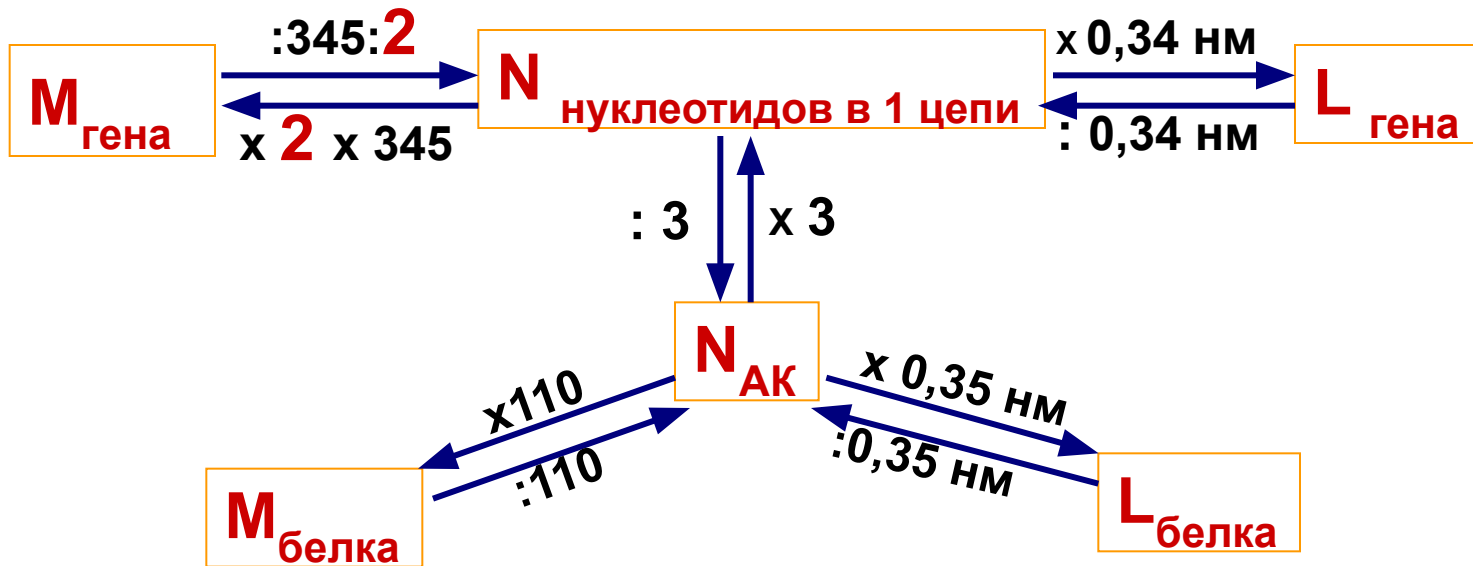 :345:2
х 0,34 нм
М гена
N нуклеотидов в 1 цепи
L гена
х 2 х 345
: 0,34 нм
: 3
х 3
N АК
х110
х 0,35 нм
:110
:0,35 нм
М белка
L белка